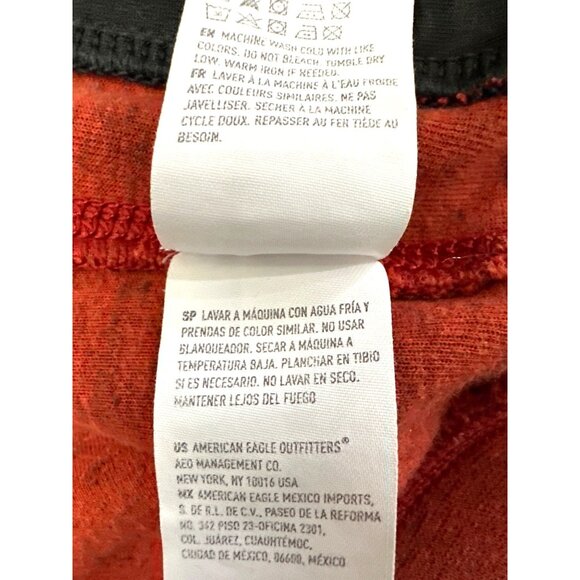 EN MACHINE WASH COLD WITH LIKE
COLORS. DO NOT BLEACH. TUMBLE DRY
LOW. WARM IRON IF NEEDED.
FR LAVER À LA MACHINE À L'EAU FROIDE
AVEC COULEURS SIMILAIRES. NE PAS
JAVELLISER. SÉCHER À LA MACHINE
CYCLE DOUX. REPASSER AU FER TIÈDE AU
BESOIN.
SP LAVAR A MÁQUINA CON AGUA FRÍA Y
PRENDAS DE COLOR SIMILAR. NO USAR
BLANQUEADOR. SECAR A MÁQUINA A
TEMPERATURA BAJA. PLANCHAR EN TIBIO
SI ES NECESARIO. NO LAVAR EN SECO.
MANTENER LEJOS DEL FUEGO
US AMERICAN EAGLE OUTFITTERS®
AEO MANAGEMENT CO.
NEW YORK, NY 10016 USA
MX AMERICAN EAGLE MEXICO IMPORTS,
S. DE R.L. DE C.V., PASEO DE LA REFORMA
NO. 342 PISO 23-OFICINA 2301,
COL. JUÁREZ, CUAUHTÉMOC,
CIUDAD DE MÉXICO, 06600, MÉXICO